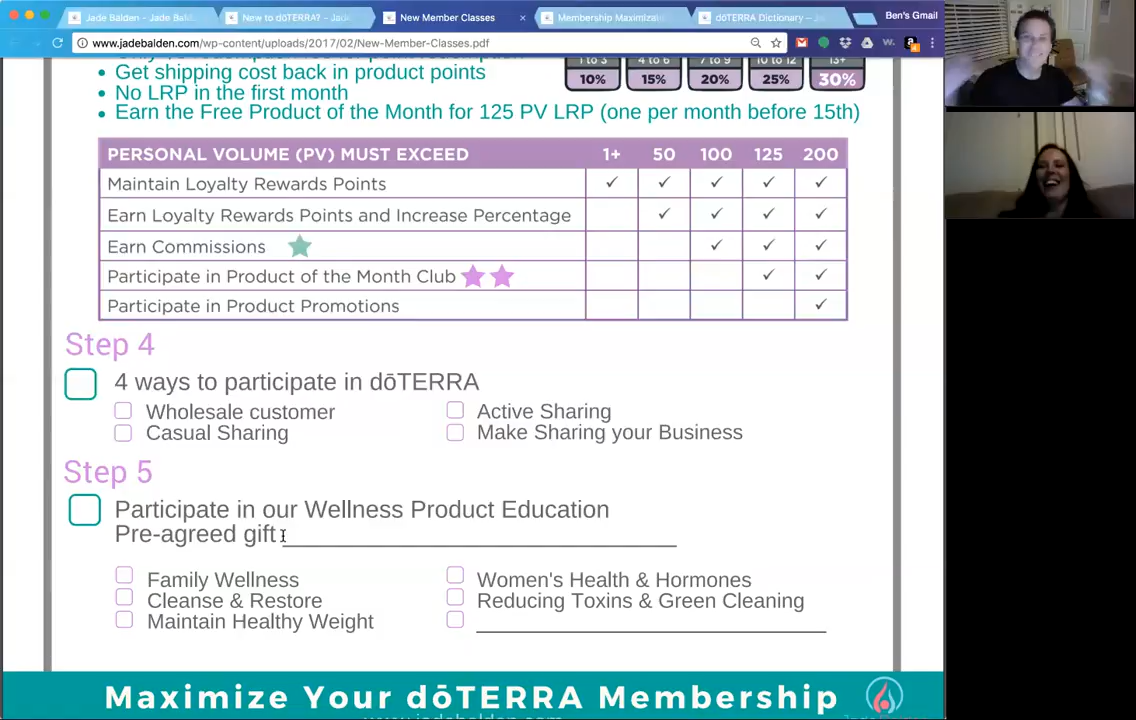 Jade Balden - Jade Bald
New to dōTERRA? - Jade
New Member Classes
Membership Maximiza
dōTERRA Dictionary – J
Ben's Gmail
www.jadebalden.com/wp-content/uploads/2017/02/New-Member-Classes.pdf
• Get shipping cost back in product points
• No LRP in the first month
• Earn the Free Product of the Month for 125 PV LRP (one per month before 15th)
1 to 3 4 to 6 7 to 9 10 to 12 13+
10% 15% 20% 25% 30%
PERSONAL VOLUME (PV) MUST EXCEED 1+ 50 100 125 200
Maintain Loyalty Rewards Points ✓ ✓ ✓ ✓ ✓
Earn Loyalty Rewards Points and Increase Percentage ✓ ✓ ✓ ✓
Earn Commissions ✓ ✓ ✓
Participate in Product of the Month Club ✓ ✓
Participate in Product Promotions ✓
Step 4
4 ways to participate in dōTERRA
Wholesale customer
Casual Sharing
Active Sharing
Make Sharing your Business
Step 5
Participate in our Wellness Product Education
Pre-agreed gift
Family Wellness
Cleanse & Restore
Maintain Healthy Weight
Women's Health & Hormones
Reducing Toxins & Green Cleaning
Maximize Your dōTERRA Membership
www.jadebalden.com